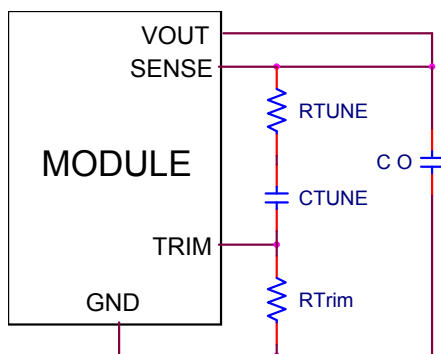 VOUT
SENSE
RTUNE
MODULE
C O
CTUNE
TRIM
RTrim
GND